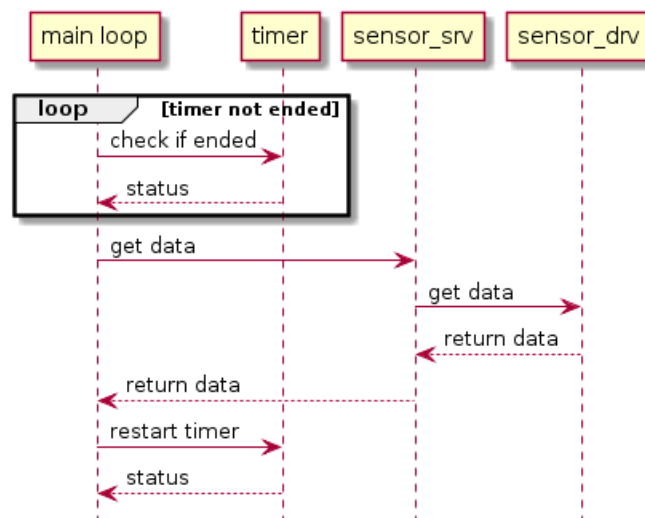 main loop timer sensor_srv sensor_drv
loop [timer not ended]
check if ended
status
get data
get data
return data
return data
restart timer
status